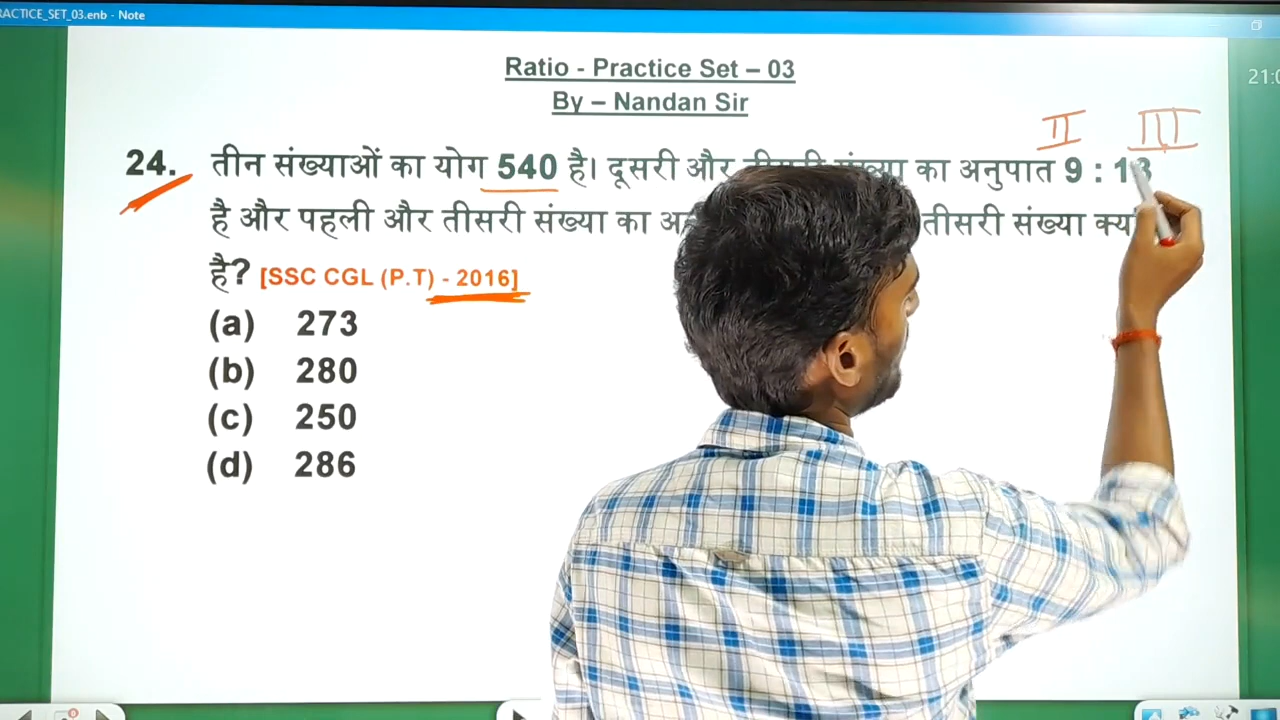 RACTICE_SET_03.enb - Note
Ratio - Practice Set – 03
By – Nandan Sir
21:0
II III
24. तीन संख्याओं का योग 540 है। दूसरी और का अनुपात 9 : 13
है और पहली और तीसरी संख्या का तीसरी संख्या क्या
है? [SSC CGL (P.T) - 2016]
(a) 273
(b) 280
(c) 250
(d) 286